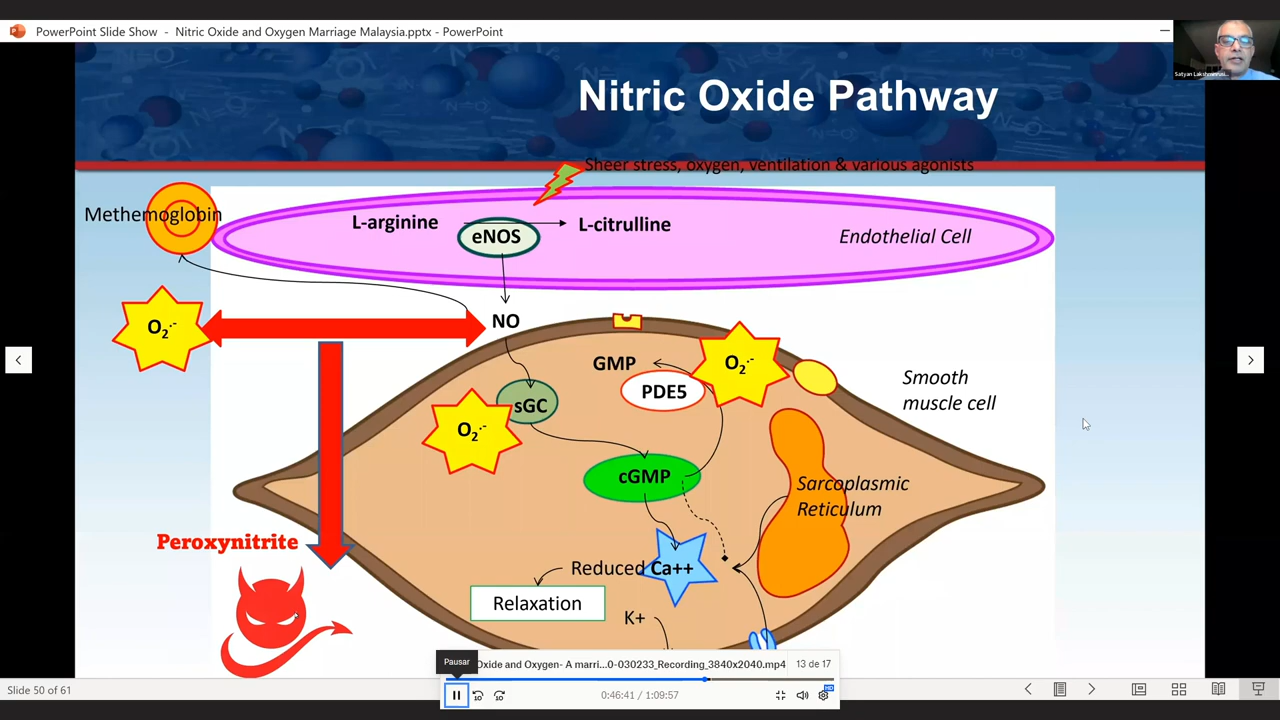 PowerPoint Slide Show - Nitric Oxide and Oxygen Marriage Malaysia.pptx - PowerPoint
Nitric Oxide Pathway
Sheer stress, oxygen, ventilation & various agonists
Methemoglobin
L-arginine
eNOS
L-citrulline
Endothelial Cell
O2·-
NO
GMP
PDE5
O2·-
Smooth
muscle cell
sGC
O2·-
cGMP
Sarcoplasmic
Reticulum
Peroxynitrite
Reduced Ca++
Relaxation
K+
Pausar
Oxide and Oxygen- A marri...0-030233_Recording_3840x2040.mp4
13 de 17
0:46:41 / 1:09:57
10
10
HD
Slide 50 of 61